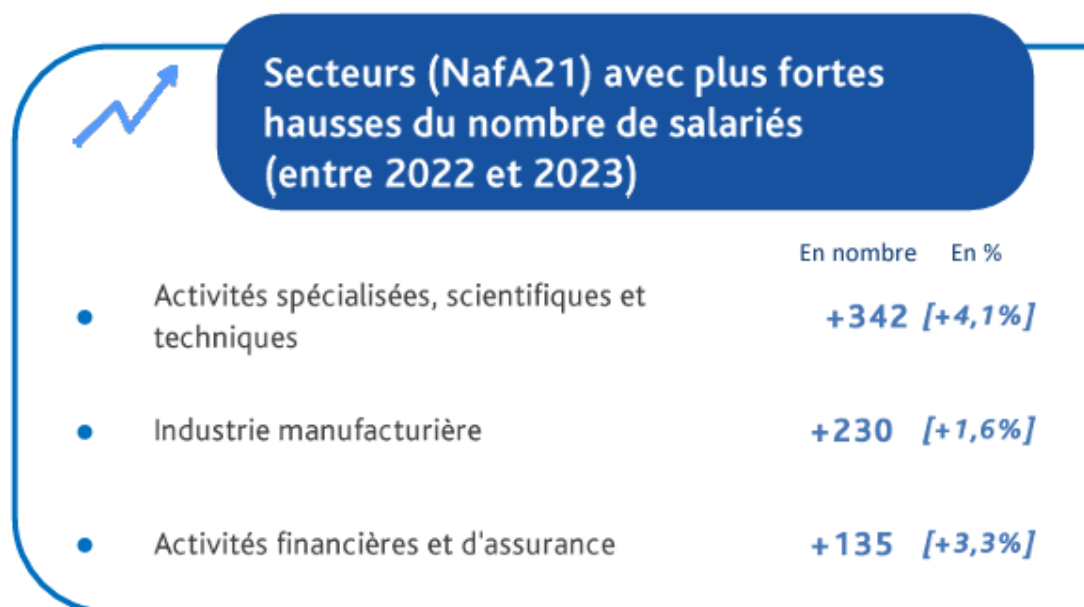 Secteurs (NafA21) avec plus fortes
hausses du nombre de salariés
(entre 2022 et 2023)
En nombre En %
Activités spécialisées, scientifiques et
techniques
+342 [+4,1%]
Industrie manufacturière +230 [+1,6%]
Activités financières et d'assurance +135 [+3,3%]